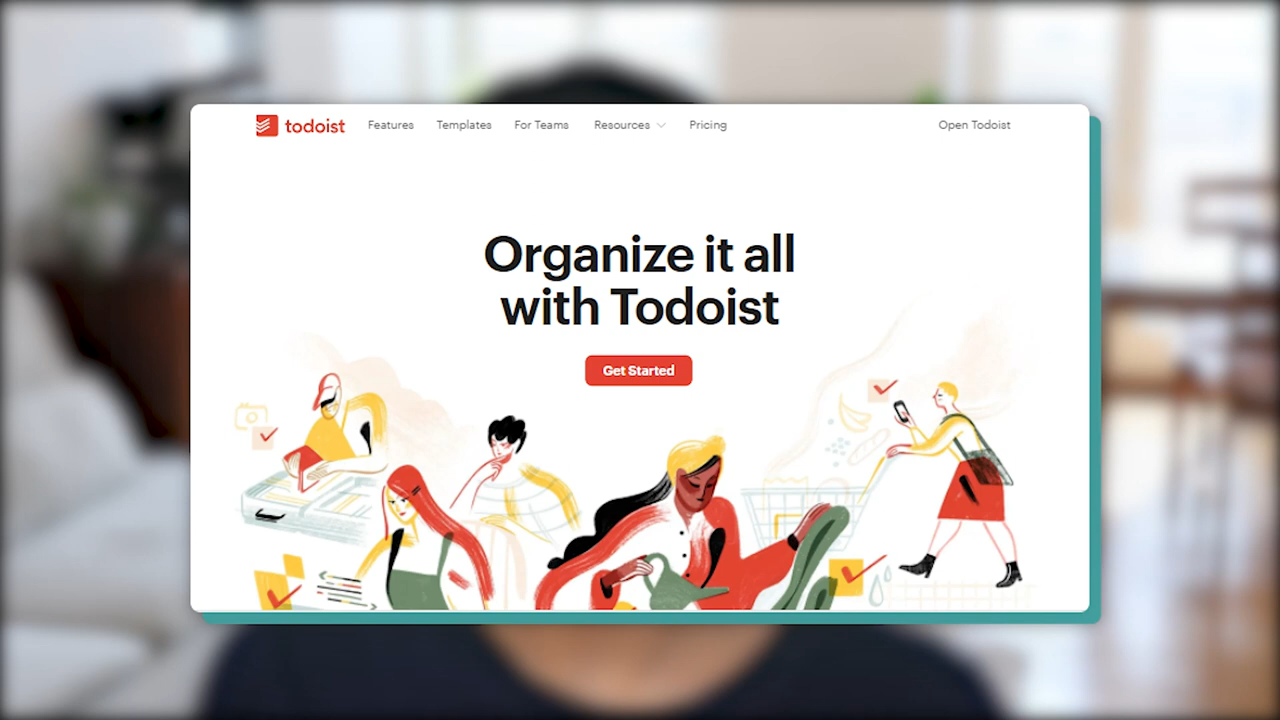 todoist Features Templates For Teams Resources Pricing Open Todoist
Organize it all
with Todoist
Get Started